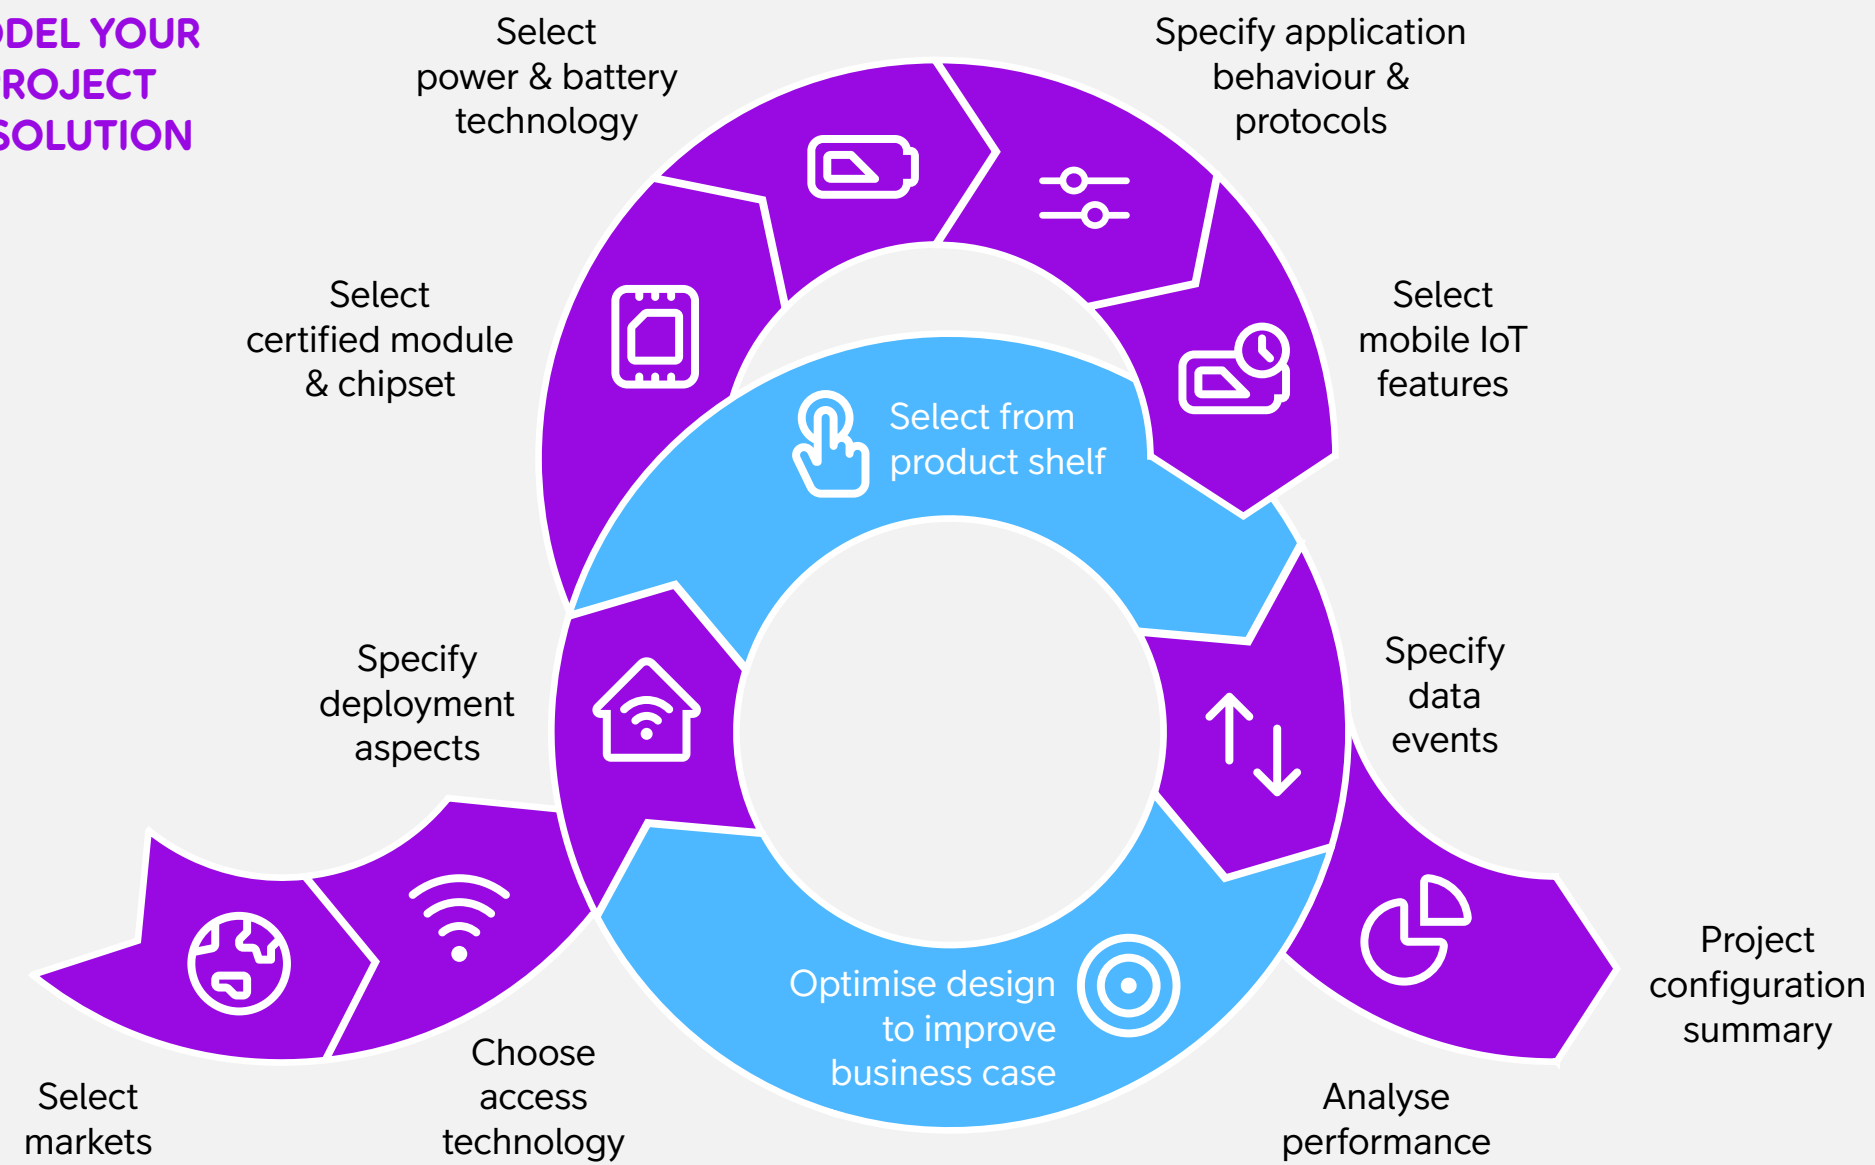 YOUR
Select
power & battery
technology
Specify application
behaviour &
protocols
Select
certified module
& chipset
Select
mobile IoT
features
Select from
product shelf
Specify
deployment
aspects
Specify
data
events
Optimise design
to improve
business case
Project
configuration
summary
Select
markets
Choose
access
technology
Analyse
performance
SOLUTION